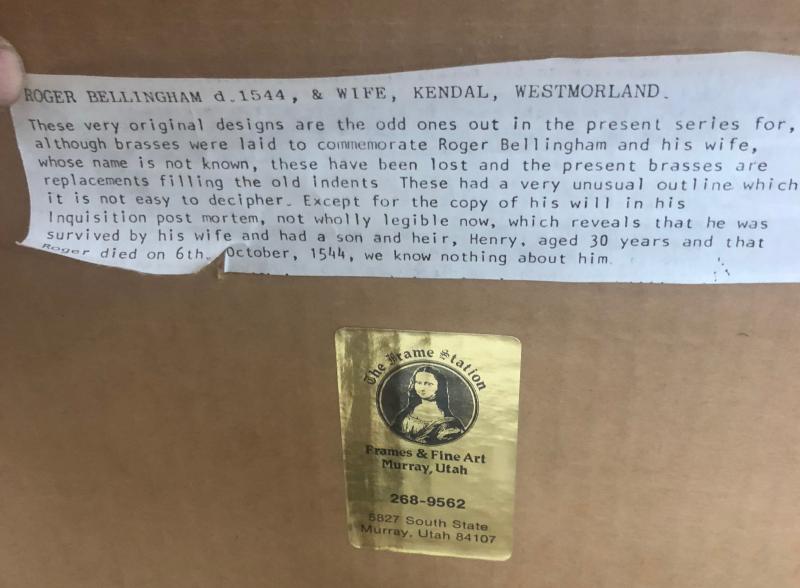 ROGER BELLINGHAM d.1544, & WIFE, KENDAL, WESTMORLAND.
These very original designs are the odd ones out in the present series for,
although brasses were laid to commemorate Roger Bellingham and his wife,
whose name is not known, these have been lost and the present brasses are
replacements filling the old indents These had a very unusual outline which
it is not easy to decipher. Except for the copy of his will in his
Inquisition post mortem, not wholly legible now, which reveals that he was
survived by his wife and had a son and heir, Henry, aged 30 years and that
Roger died on 6th. October, 1544, we know nothing about him.
The Frame Station
Frames & Fine Art
Murray, Utah
268-9562
5827 South State
Murray, Utah 84107